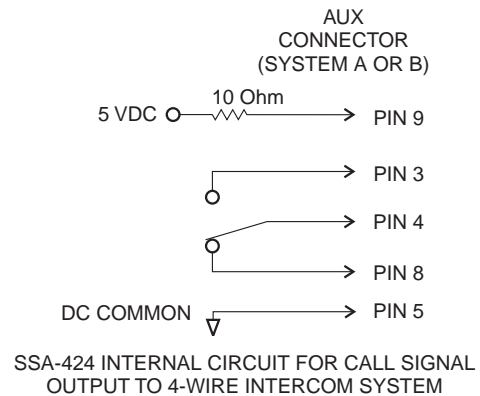 AUX
CONNECTOR
(SYSTEM A OR B)
10 Ohm
5 VDC
PIN 9
PIN 3
PIN 4
PIN 8
DC COMMON
PIN 5
SSA-424 INTERNAL CIRCUIT FOR CALL SIGNAL
OUTPUT TO 4-WIRE INTERCOM SYSTEM